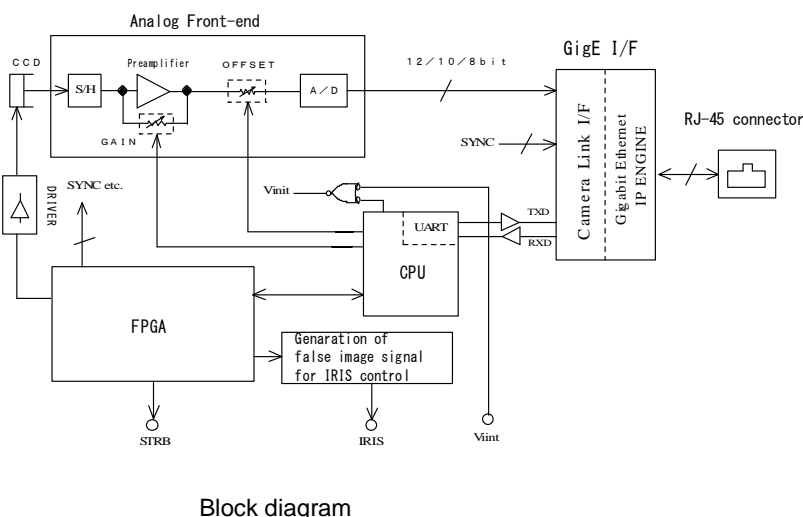 Analog Front-end
CCD
S/H
Preamplifier
OFFSET
A/D
GAIN
12/10/8bit
GigE I/F
SYNC
Camera Link I/F
Gigabit Ethernet
IP ENGINE
RJ-45 connector
DRIVER
SYNC etc.
Vinit
UART
TXD
RXD
CPU
FPGA
Genaration of
false image signal
for IRIS control
STRB
IRIS
Viint
Block diagram